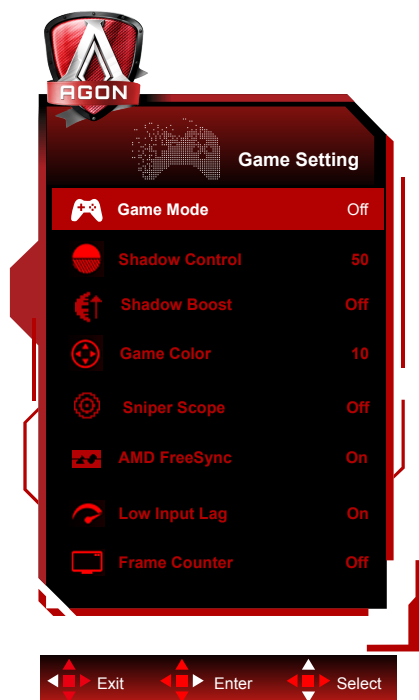 AGON
Game Setting
Game Mode Off
Shadow Control 50
Shadow Boost Off
Game Color 10
Sniper Scope Off
AMD FreeSync On
Low Input Lag On
Frame Counter Off
Exit Enter Select